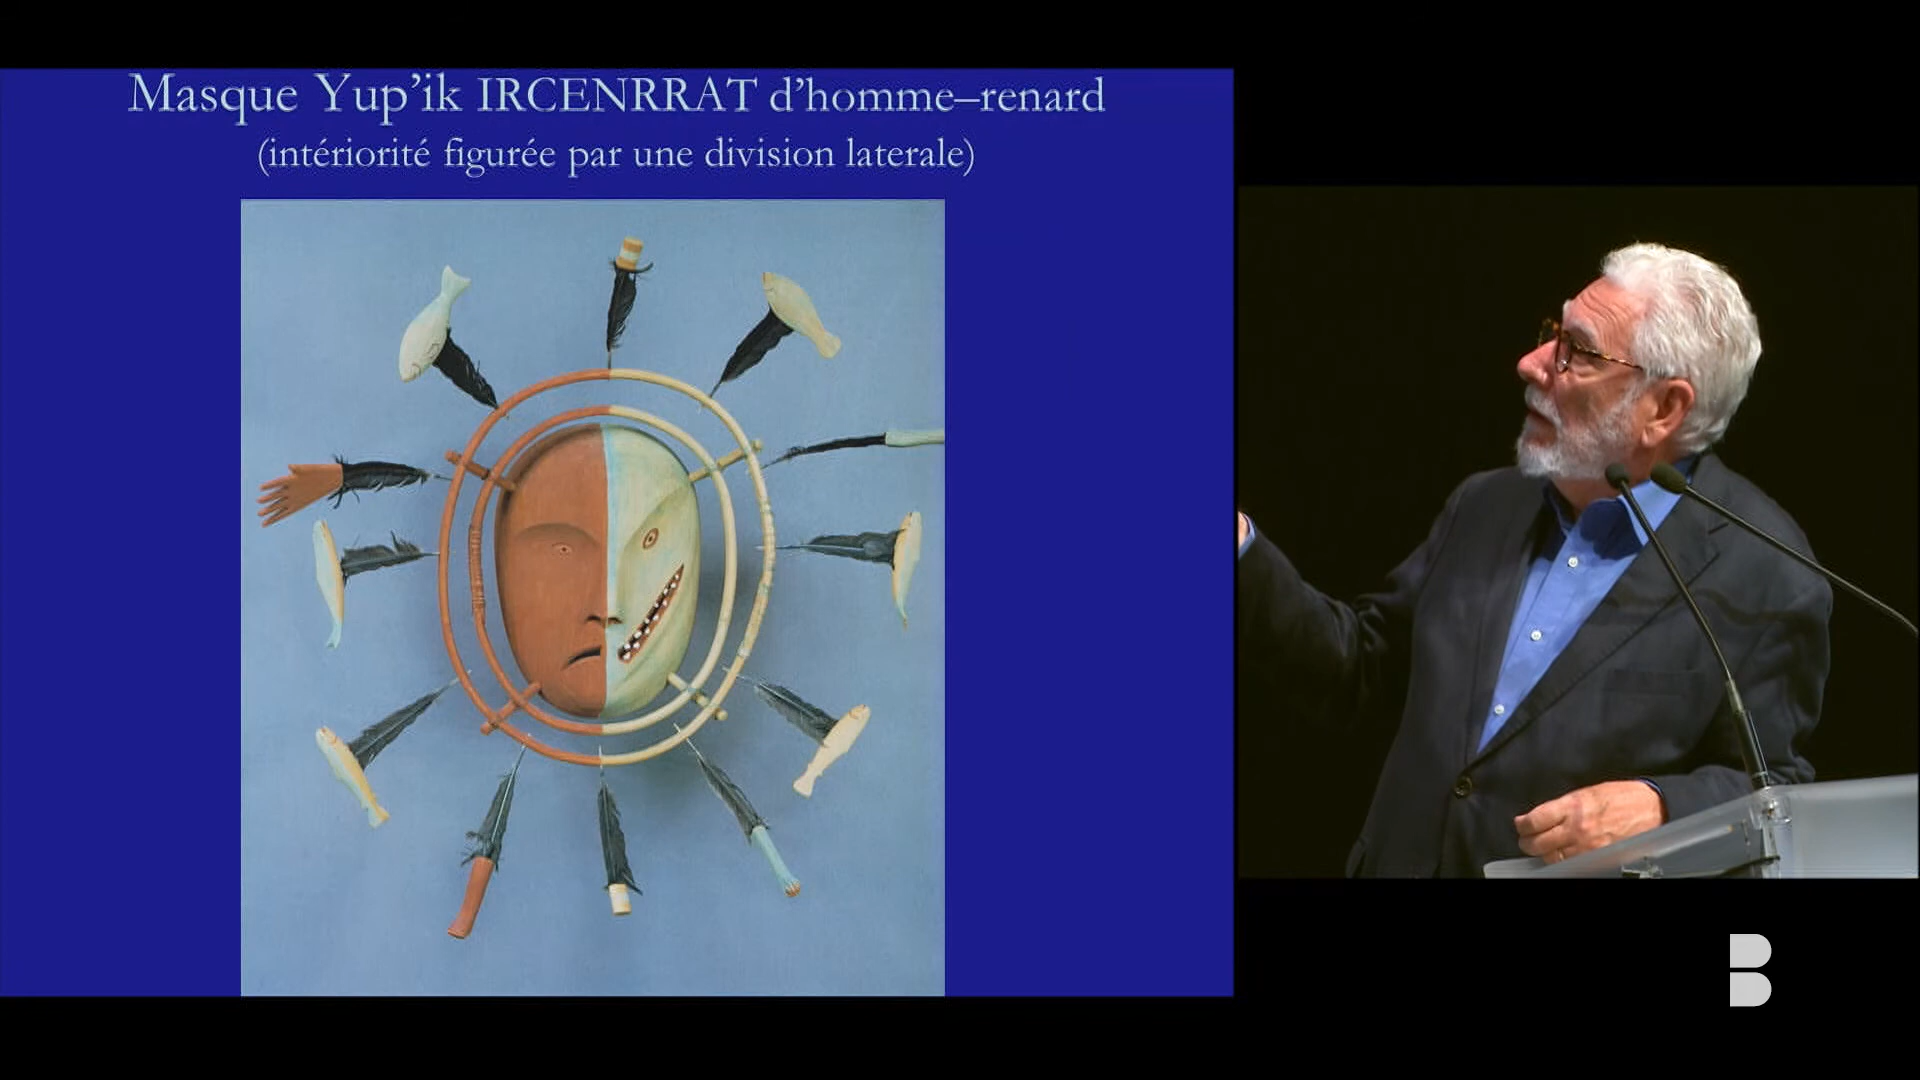 Masque Yup’ik IRCENRRAT d’homme–renard
(intériorité figurée par une division laterale)